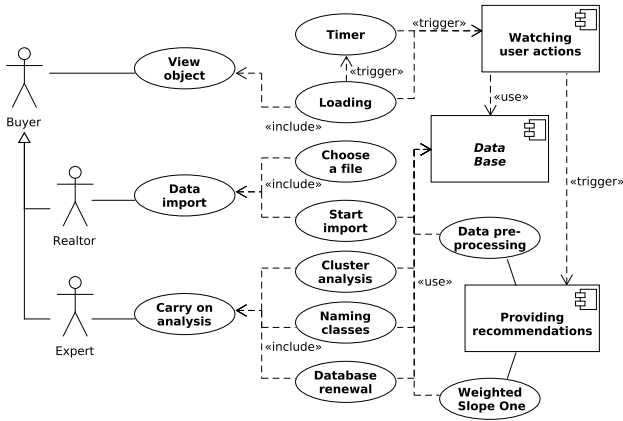 Timer
«trigger»
Watching
user actions
View
object
«trigger»
Loading
«use»
Buyer
«include»
Data
Base
Choose
a file
Data
import
«include»
«trigger»
Realtor
Start
import
Data pre-
processing
Cluster
analysis
«use»
Carry on
analysis
Naming
classes
Providing
recommendations
Expert
«include»
Database
renewal
Weighted
Slope One